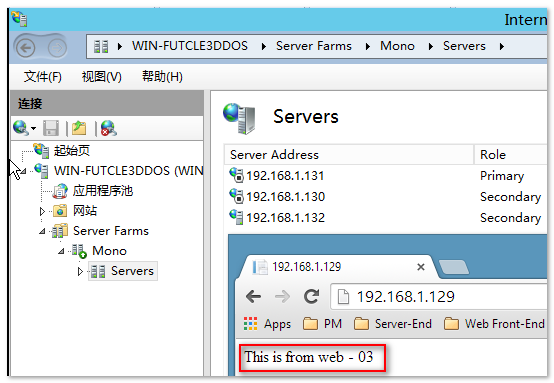 Intern
WIN-FUTCLE3DDOS Server Farms Mono Servers
文件(F) 视图(V) 帮助(H)
连接
起始页
WIN-FUTCLE3DDOS (WIN
应用程序池
网站
Server Farms
Mono
Servers
Servers
Server Address Role
192.168.1.131 Primary
192.168.1.130 Secondary
192.168.1.132 Secondary
192.168.1.129
192.168.1.129
Apps PM Server-End Web Front-End
This is from web - 03